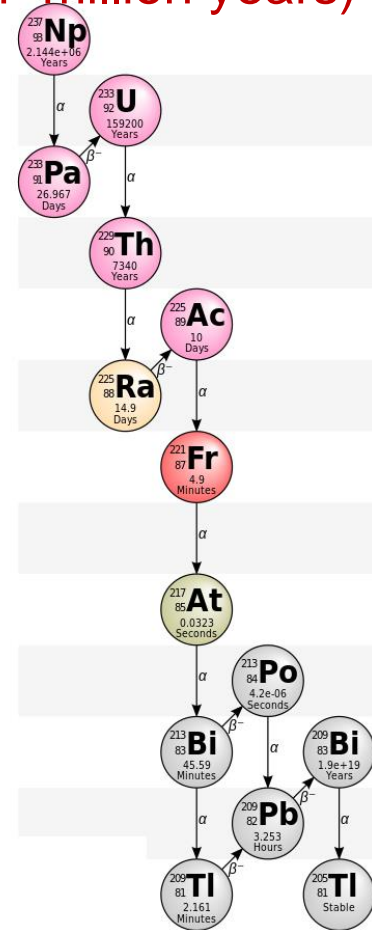 million years)
237
93 Np
2.144e+06
Years
α
233
92 U
159200
Years
β−
233
91 Pa
26.967
Days
α
229
90 Th
7340
Years
α
225
89 Ac
10
Days
β−
225
88 Ra
14.9
Days
α
221
87 Fr
4.9
Minutes
α
217
85 At
0.0323
Seconds
α
213
84 Po
4.2e-06
Seconds
β−
213
83 Bi
45.59
Minutes
α
209
83 Bi
1.9e+19
Years
β−
209
82 Pb
3.253
Hours
α
α
β−
209
81 Tl
2.161
Minutes
205
81 Tl
Stable